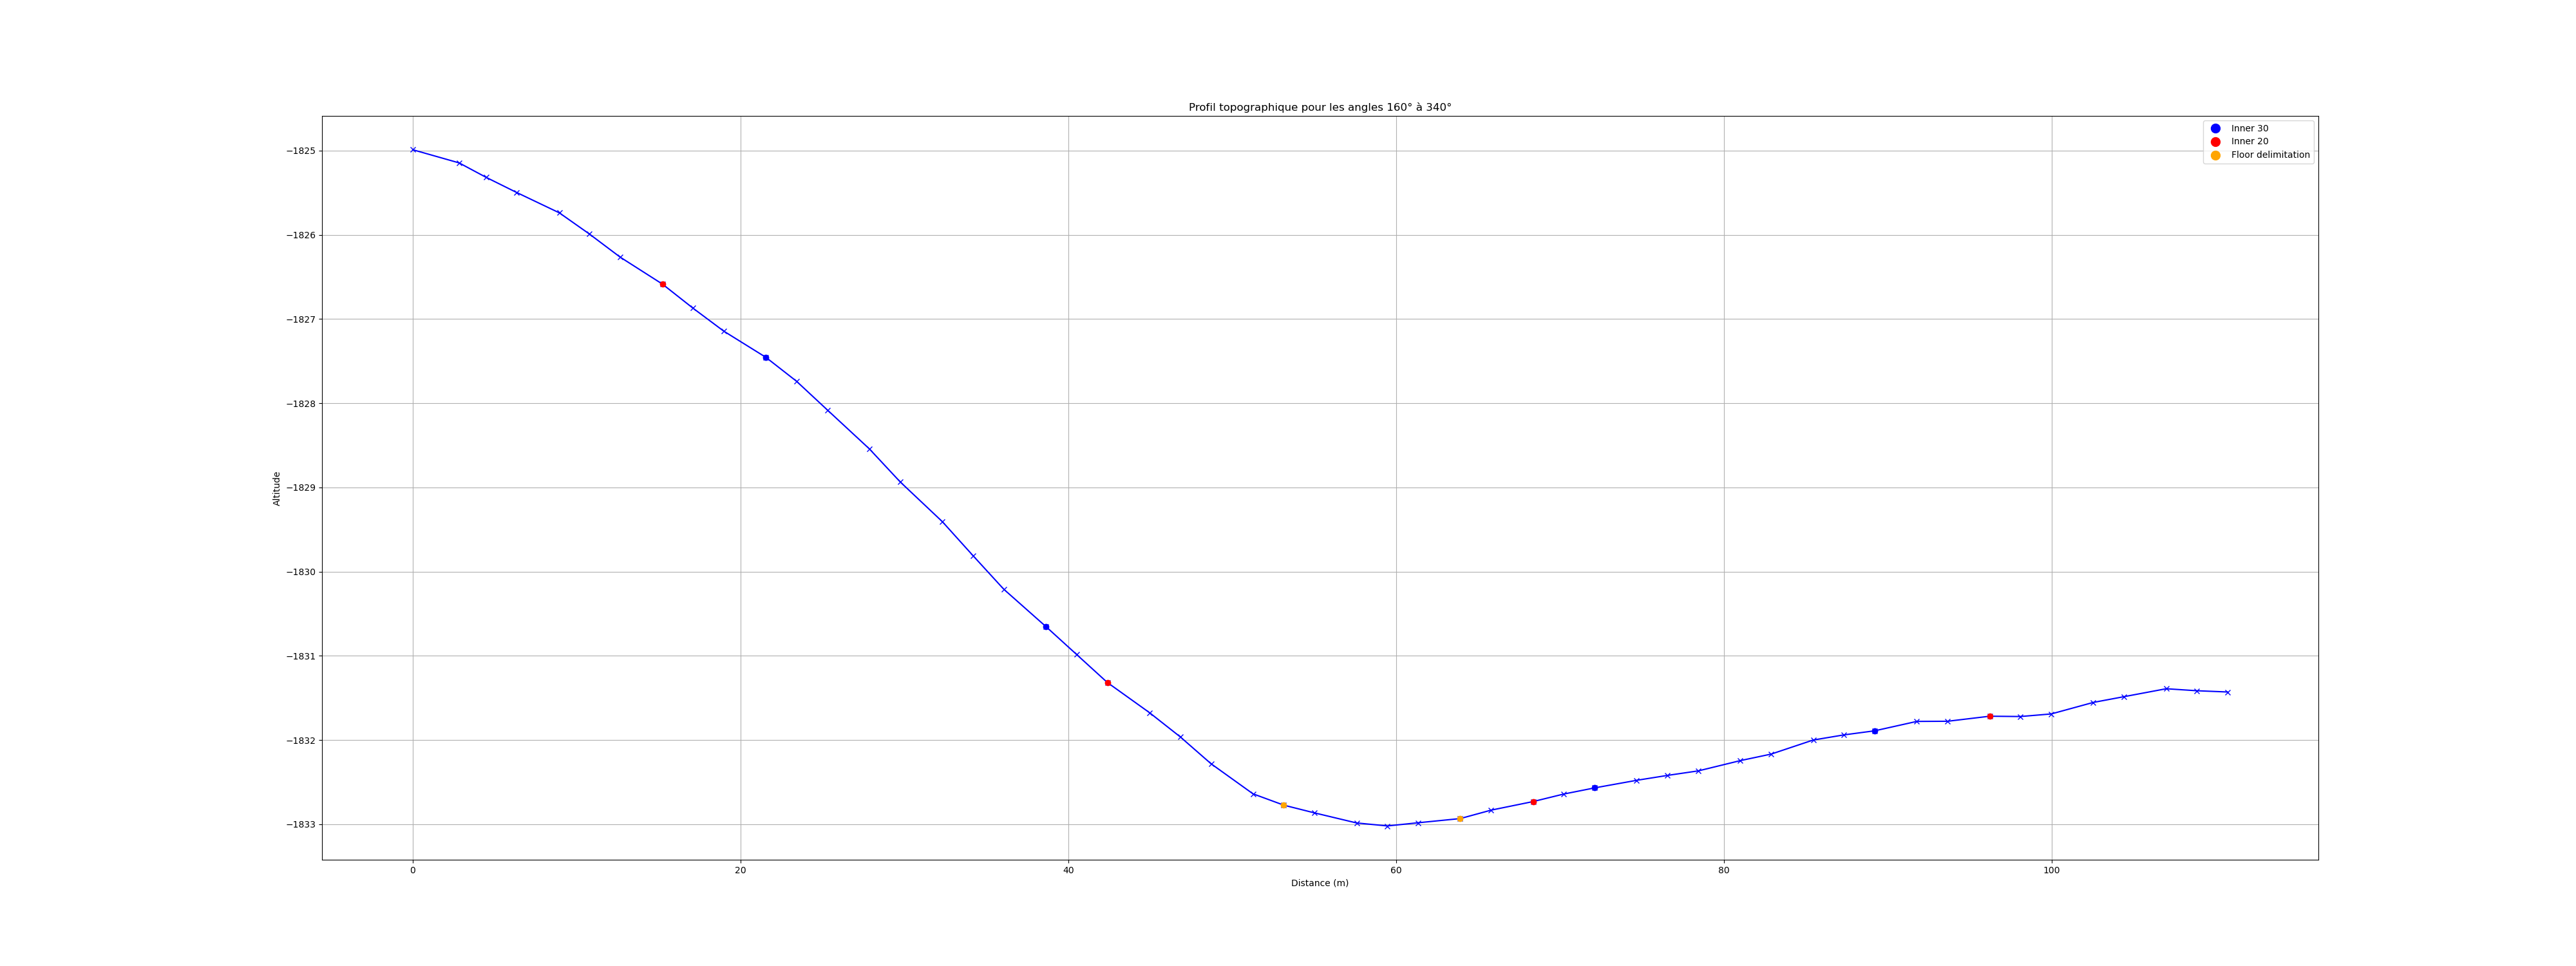 Profil topographique pour les angles 160° à 340°
Inner 30
Inner 20
Floor delimitation
Altitude
−1825
−1826
−1827
−1828
−1829
−1830
−1831
−1832
−1833
0 20 40 60 80 100
Distance (m)